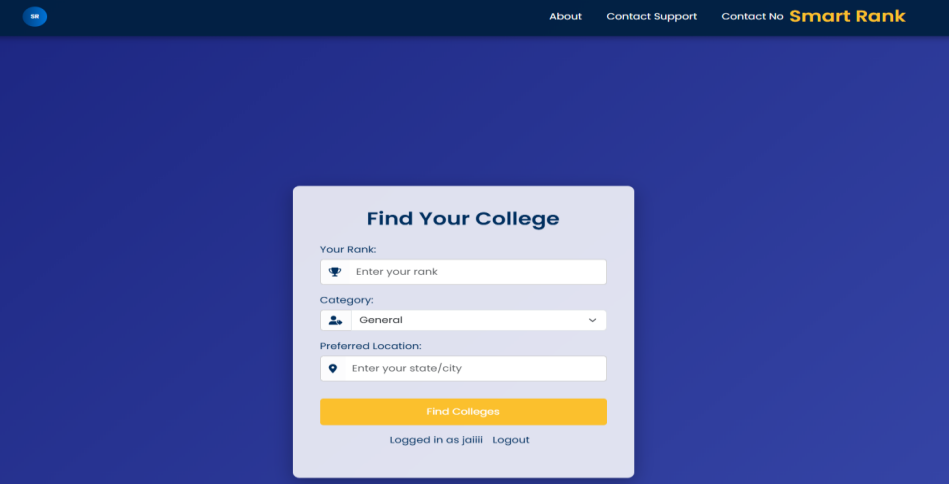 SR
About Contact Support Contact No Smart Rank
Find Your College
Your Rank:
Enter your rank
Category:
General
Preferred Location:
Enter your state/city
Find Colleges
Logged in as jaiiii Logout